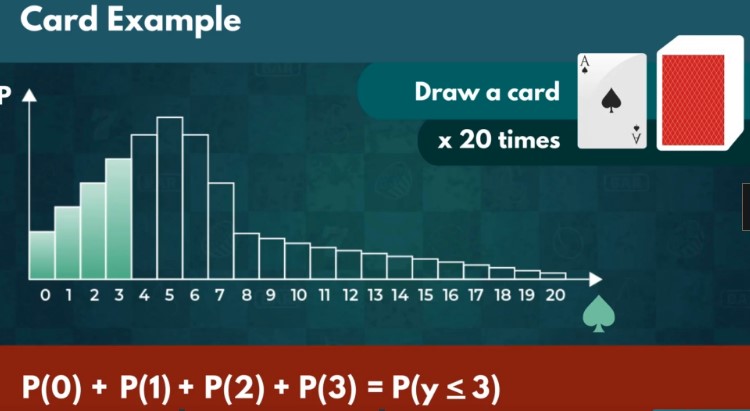 Card Example
P
Draw a card
x 20 times
A
A
0 1 2 3 4 5 6 7 8 9 10 11 12 13 14 15 16 17 18 19 20
P(0) + P(1) + P(2) + P(3) = P(y ≤ 3)